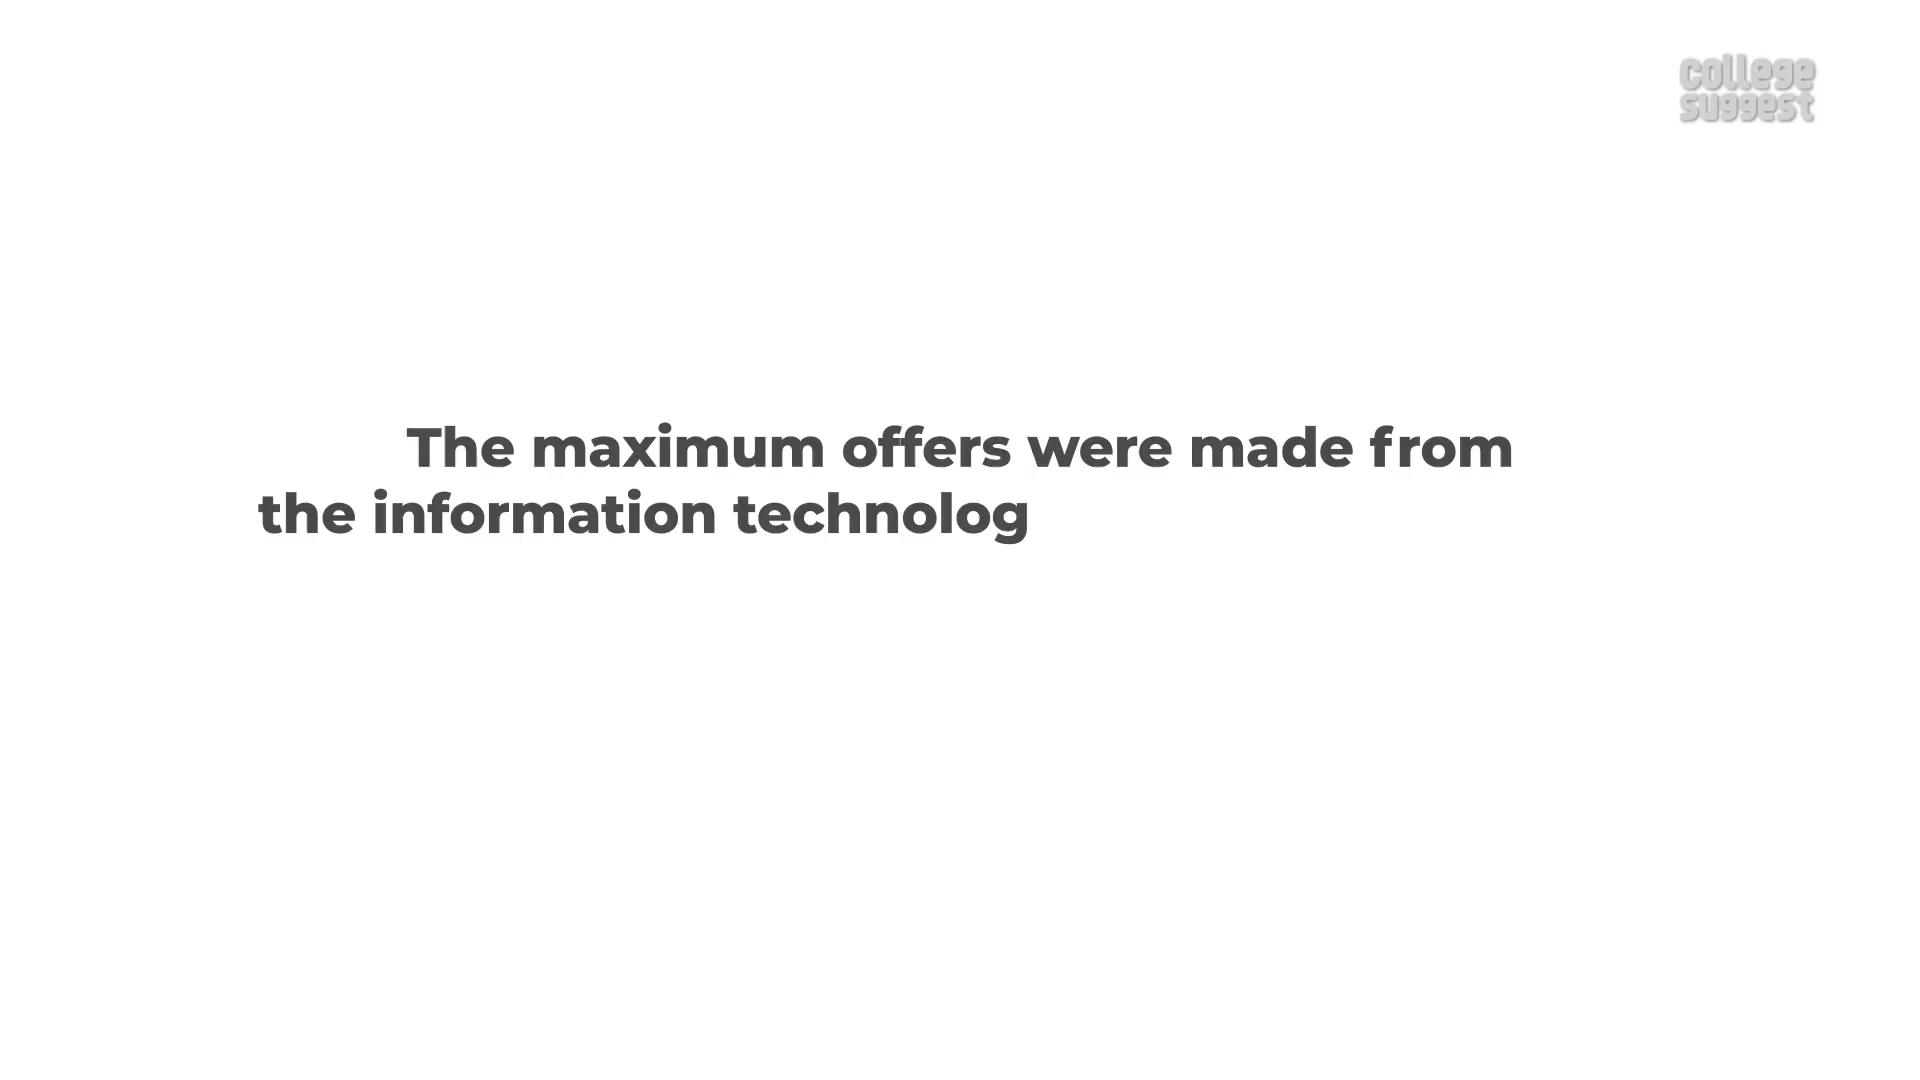 college
suggest
The maximum offers were made from
the information technolog